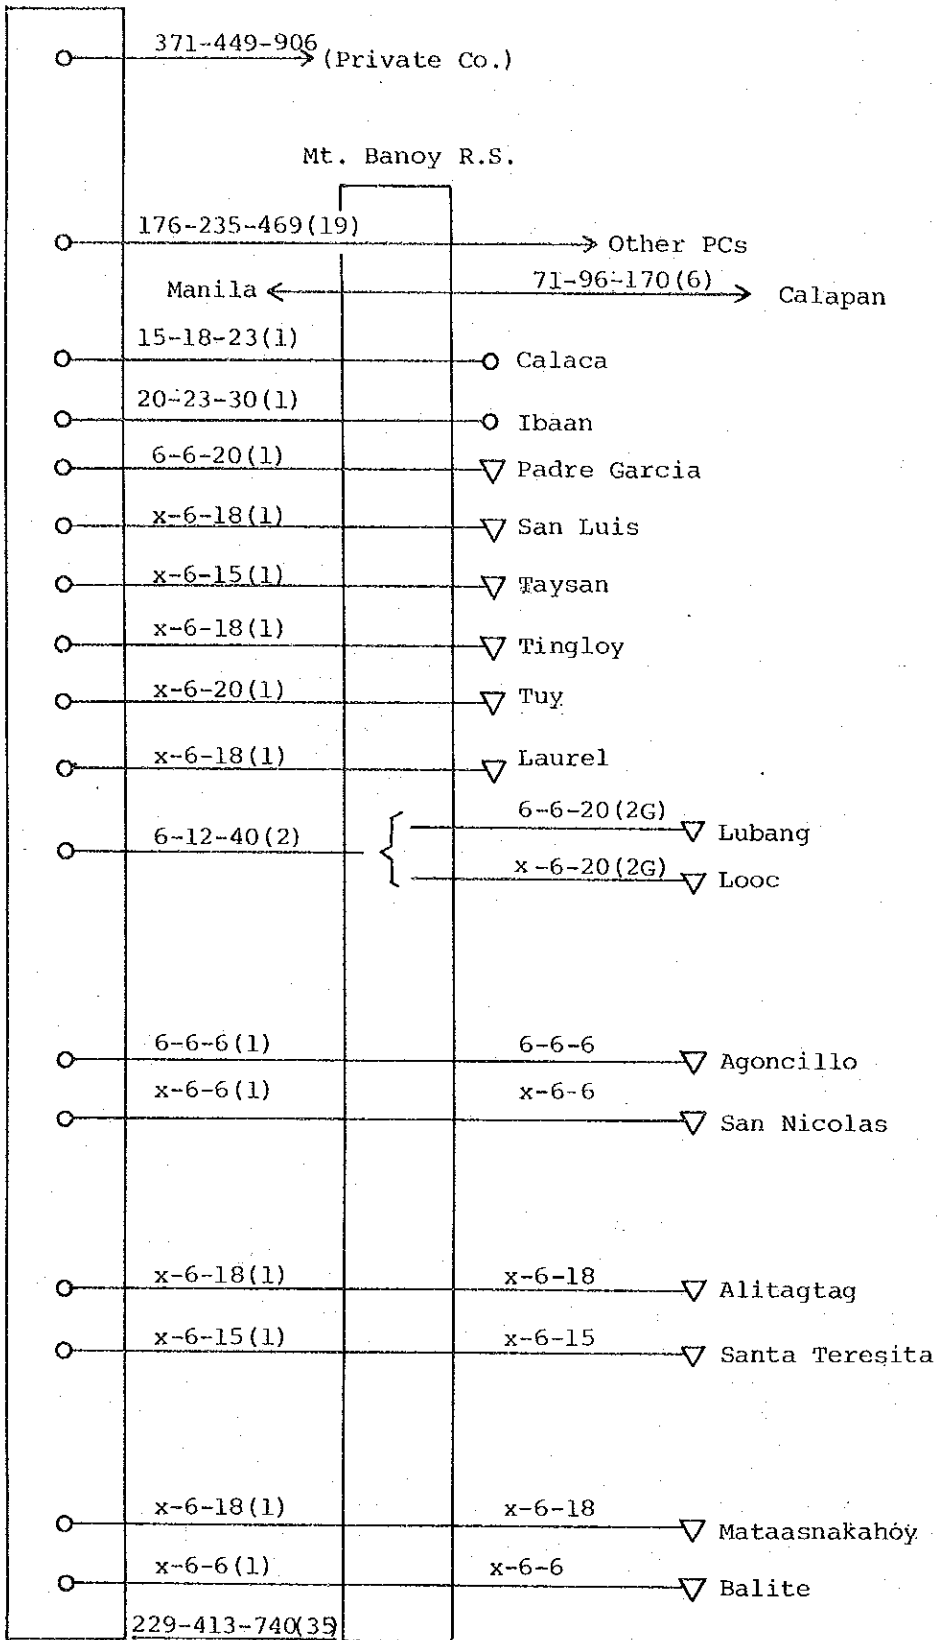 371-449-906
(Private Co.)
Mt. Banoy R.S.
176-235-469(19)
Other PCs
Manila
71-96-170(6)
Calapan
15-18-23(1)
Calaca
20-23-30(1)
Ibaan
6-6-20(1)
Padre Garcia
x-6-18(1)
San Luis
x-6-15(1)
Taysan
x-6-18(1)
Tingloy
x-6-20(1)
Tuy
x-6-18(1)
Laurel
6-12-40(2)
6-6-20(2G)
Lubang
x-6-20(2G)
Looc
6-6-6(1)
6-6-6
Agoncillo
x-6-6(1)
x-6-6
San Nicolas
x-6-18(1)
x-6-18
Alitagtag
x-6-15(1)
x-6-15
Santa Teresita
x-6-18(1)
x-6-18
Mataasnakahoy
x-6-6(1)
x-6-6
Balite
229-413-740(35)